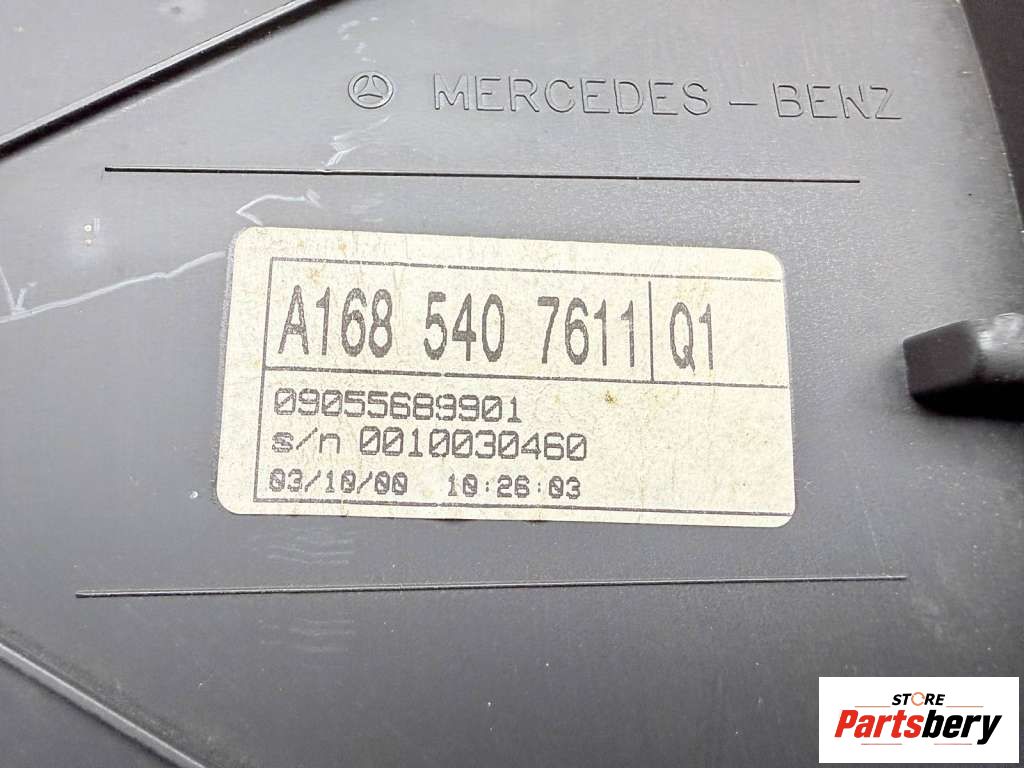 MERCEDES - BENZ
A168 540 7611 Q1
09055689901
s/n 0010030460
03/10/00 10:26:03
STORE
Partsbery